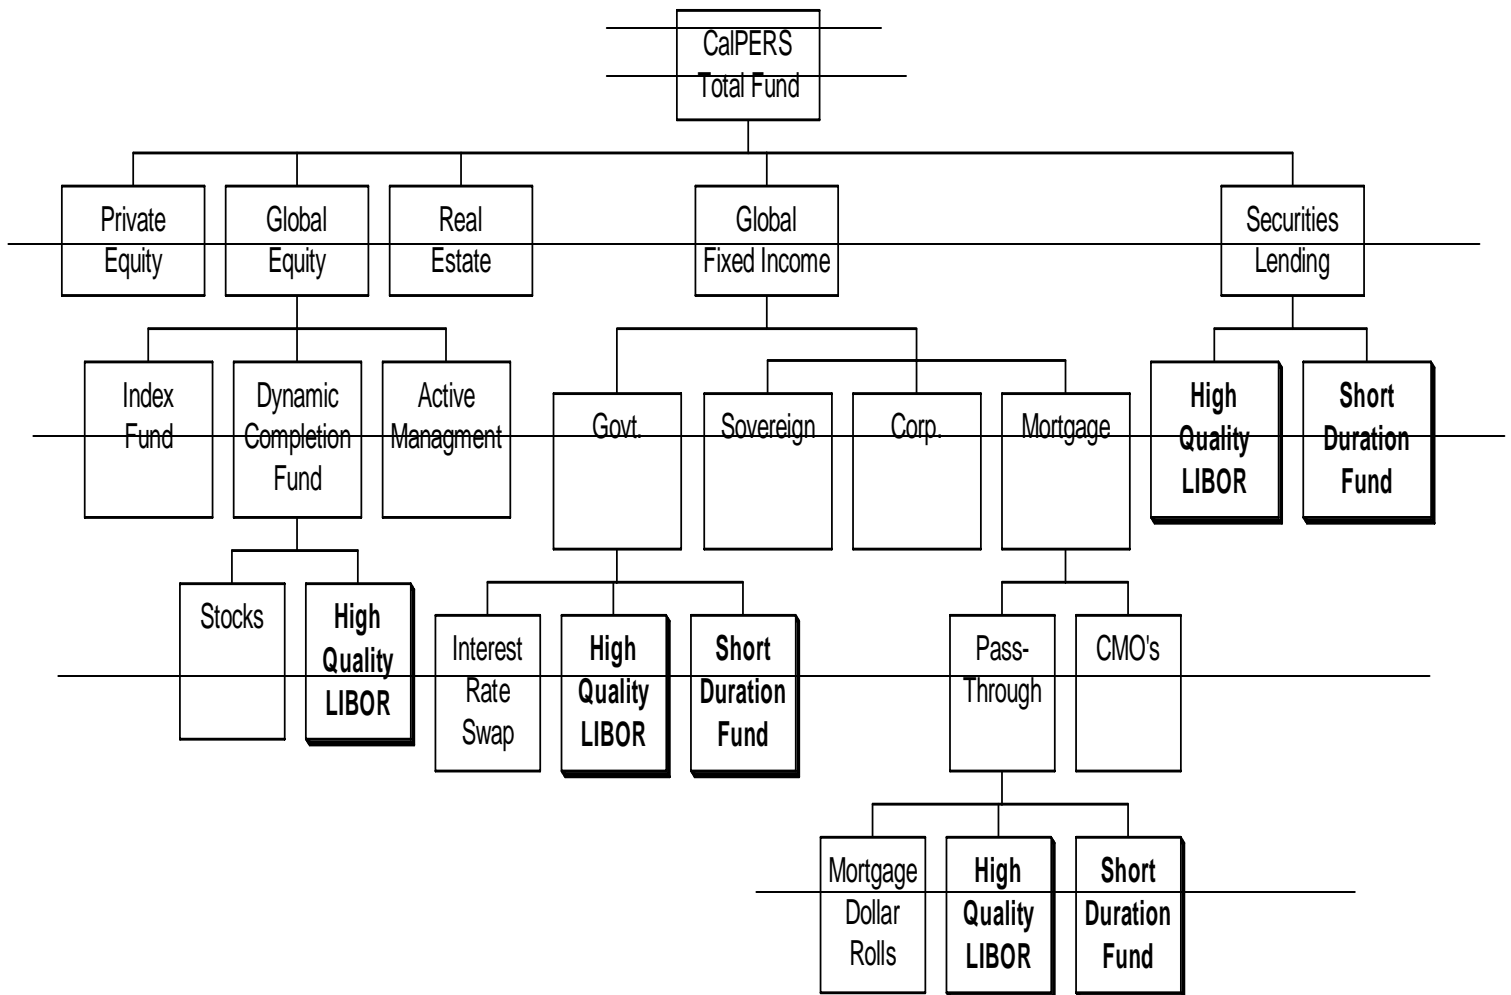 CalPERS
Total Fund
Private
Equity
Global
Equity
Real
Estate
Global
Fixed Income
Securities
Lending
Index
Fund
Dynamic
Completion
Fund
Active
Managment
Govt.
Sovereign
Corp.
Mortgage
High
Quality
LIBOR
Short
Duration
Fund
Stocks
High
Quality
LIBOR
Interest
Rate
Swap
High
Quality
LIBOR
Short
Duration
Fund
Pass-
Through
CMO's
Mortgage
Dollar
Rolls
High
Quality
LIBOR
Short
Duration
Fund